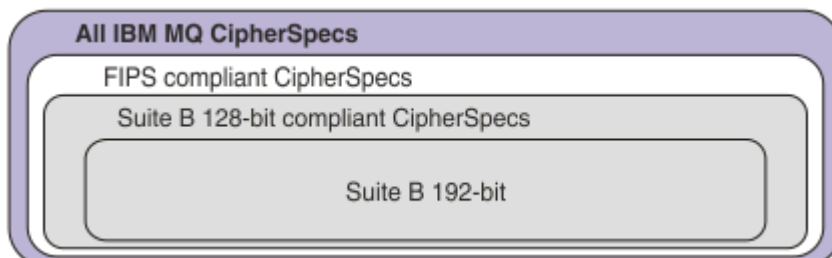 All IBM MQ CipherSpecs
FIPS compliant CipherSpecs
Suite B 128-bit compliant CipherSpecs
Suite B 192-bit